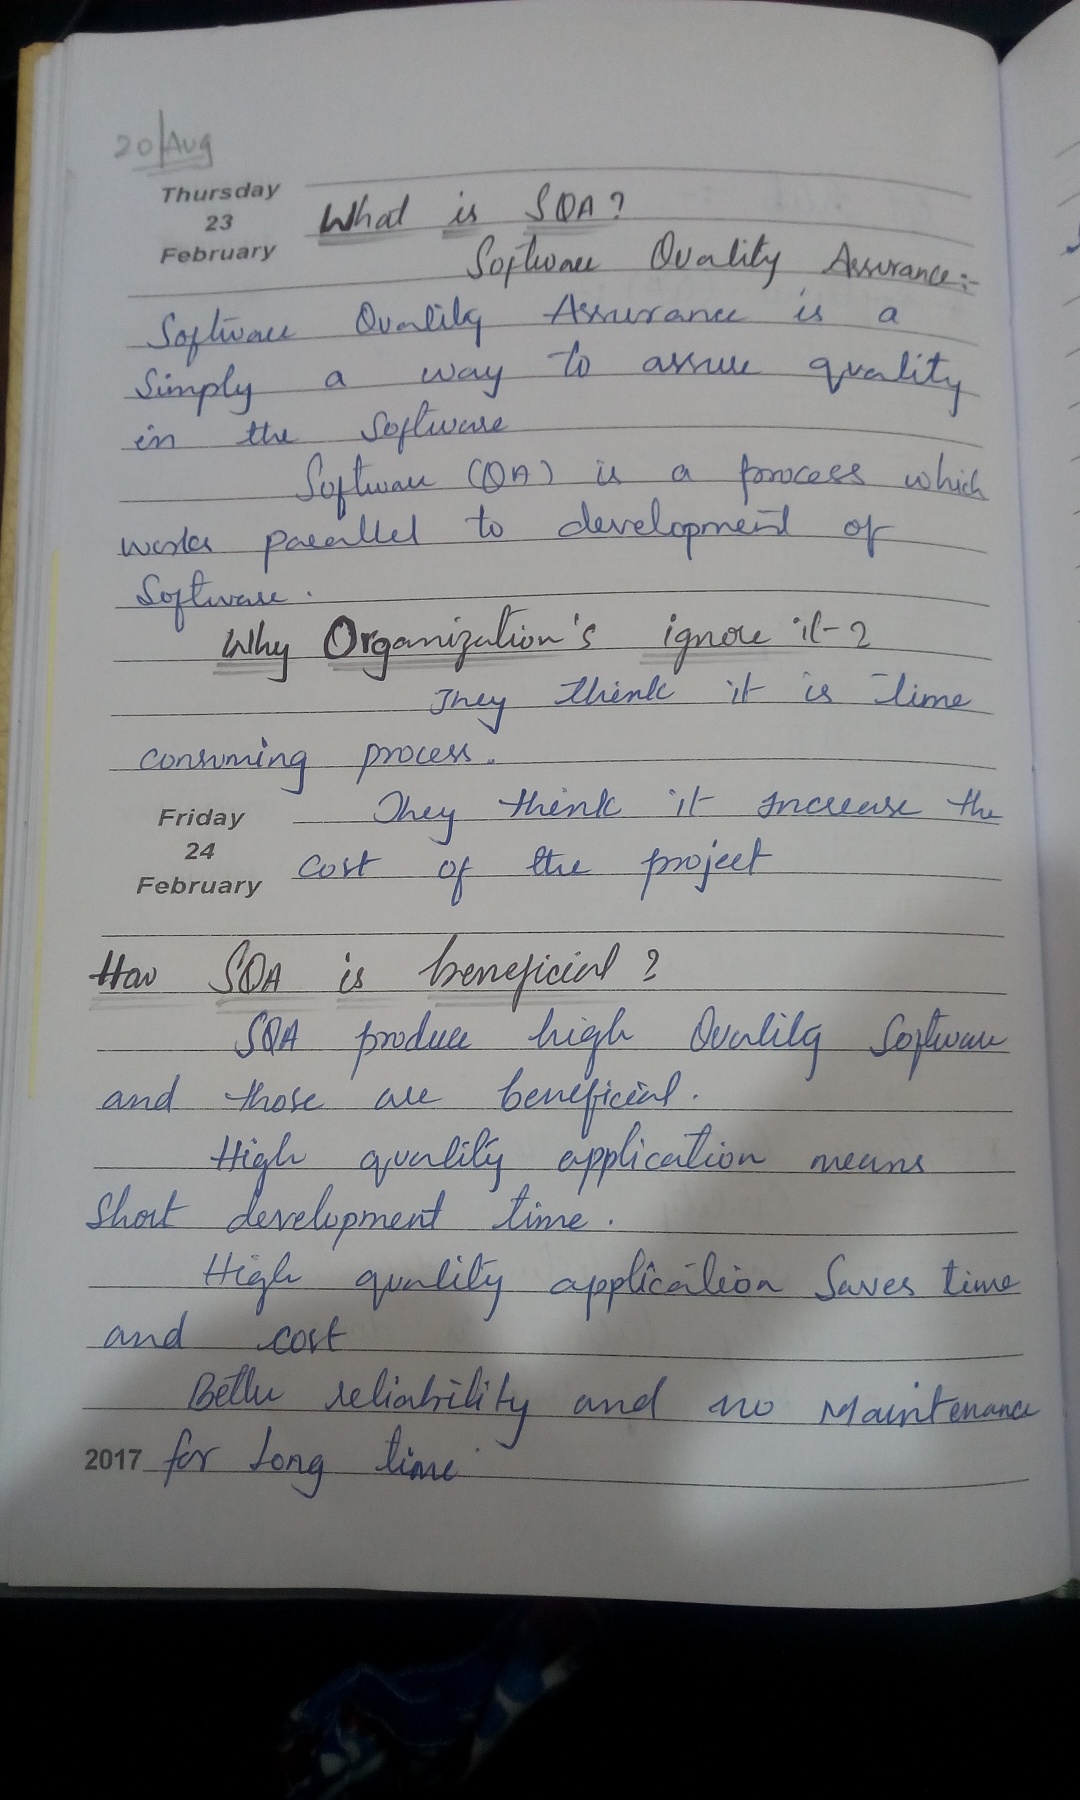 20/Aug
Thursday
23
February
What is SQA?
Software Quality Assurance:-
Software Quality Assurance is a
Simply a way to assure quality
in the software
Software (QA) is a process which
works parallel to development of
Software.
Why Organization's ignore it-?
They think it is time
consuming process.
Friday
24
February
They think it increase the
cost of the project
How SQA is beneficial?
SQA produce high Quality Software
and those are beneficial.
High quality application means
Short development time.
High quality application Saves time
and cost
Better reliability and no Maintenance
2017 for Long time